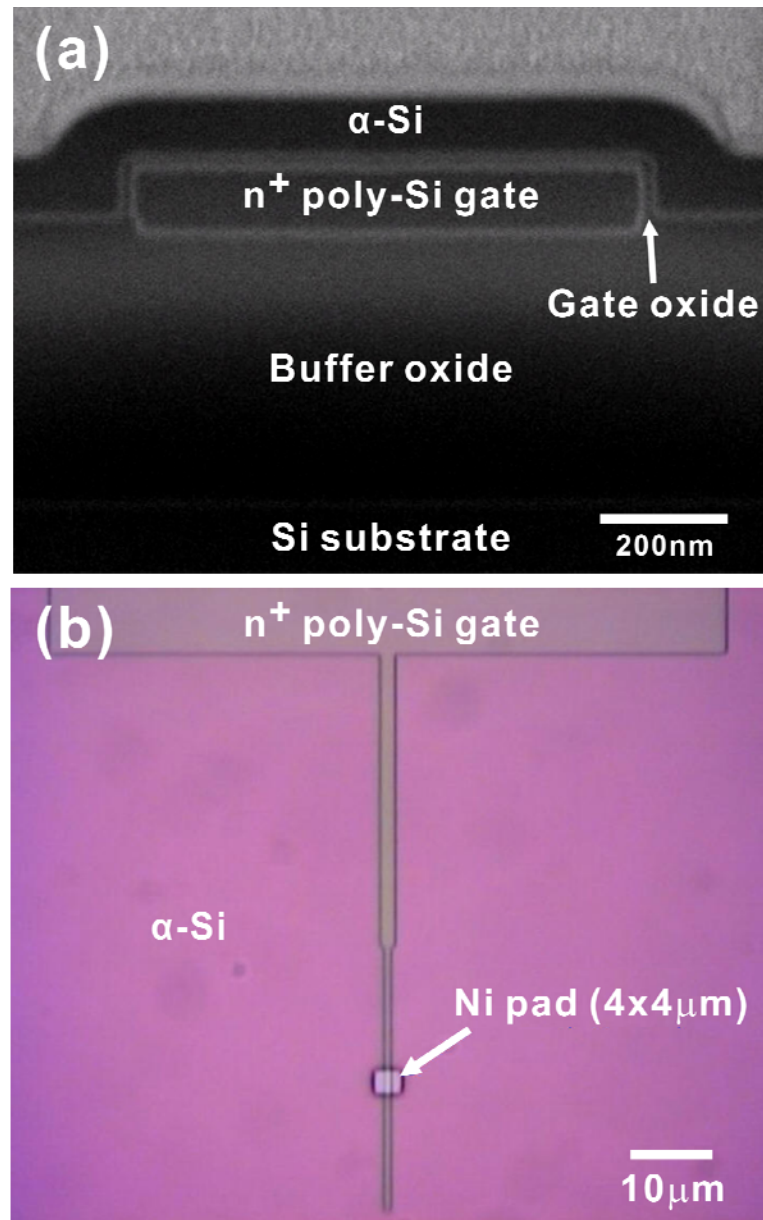 (a)
α-Si
n⁺ poly-Si gate
Gate oxide
Buffer oxide
Si substrate
200nm
(b)
n⁺ poly-Si gate
α-Si
Ni pad (4x4μm)
10μm